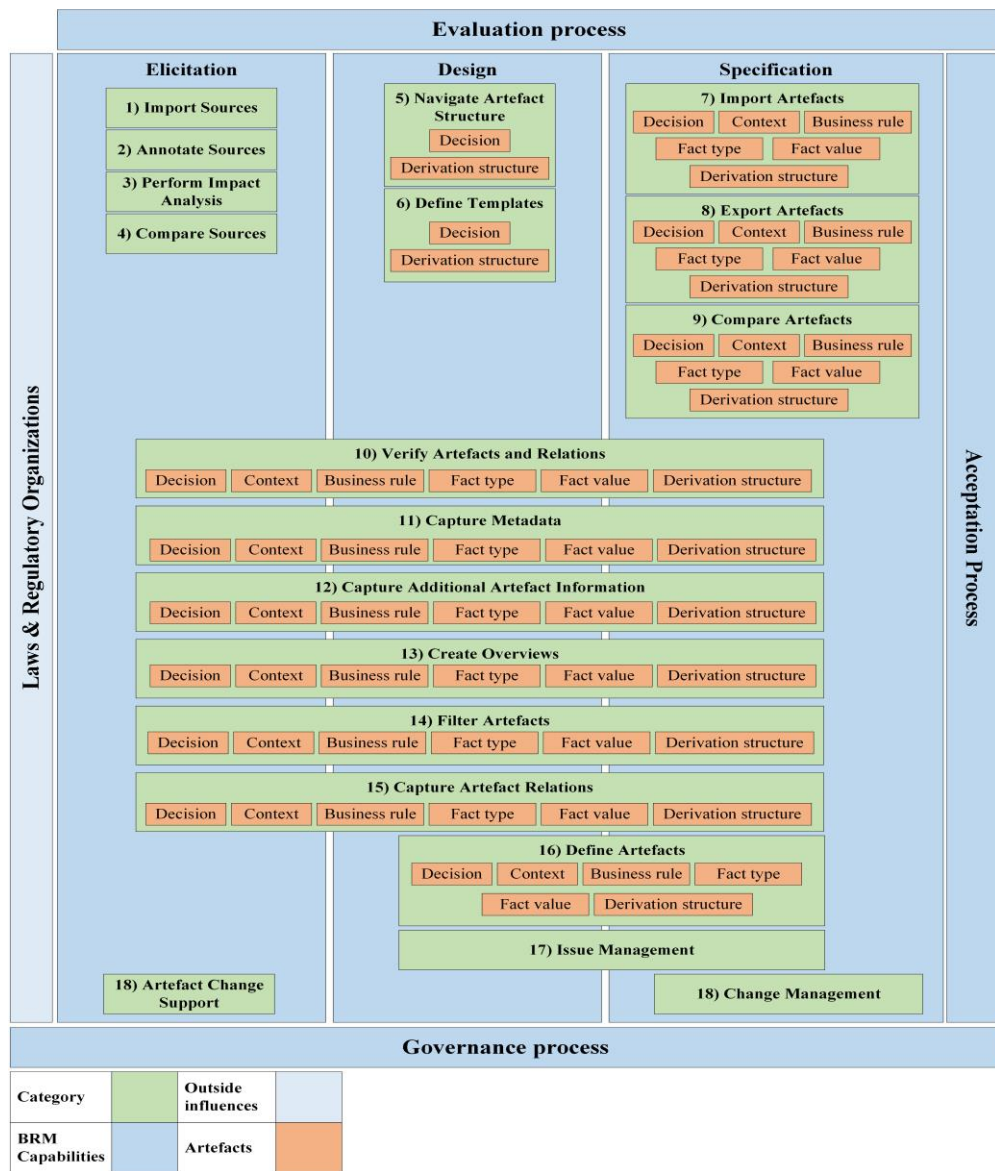 Evaluation process
Laws & Regulatory Organizations
Elicitation
1) Import Sources
2) Annotate Sources
3) Perform Impact
Analysis
4) Compare Sources
Design
5) Navigate Artefact
Structure
Decision
Derivation structure
6) Define Templates
Decision
Derivation structure
Specification
7) Import Artefacts
Decision Context Business rule
Fact type Fact value
Derivation structure
8) Export Artefacts
Decision Context Business rule
Fact type Fact value
Derivation structure
9) Compare Artefacts
Decision Context Business rule
Fact type Fact value
Derivation structure
10) Verify Artefacts and Relations
Decision Context Business rule Fact type Fact value Derivation structure
11) Capture Metadata
Decision Context Business rule Fact type Fact value Derivation structure
12) Capture Additional Artefact Information
Decision Context Business rule Fact type Fact value Derivation structure
13) Create Overviews
Decision Context Business rule Fact type Fact value Derivation structure
14) Filter Artefacts
Decision Context Business rule Fact type Fact value Derivation structure
15) Capture Artefact Relations
Decision Context Business rule Fact type Fact value Derivation structure
16) Define Artefacts
Decision Context Business rule Fact type
Fact value Derivation structure
17) Issue Management
18) Artefact Change
Support
18) Change Management
Acceptation Process
Governance process
Category
Outside
influences
BRM
Capabilities
Artefacts